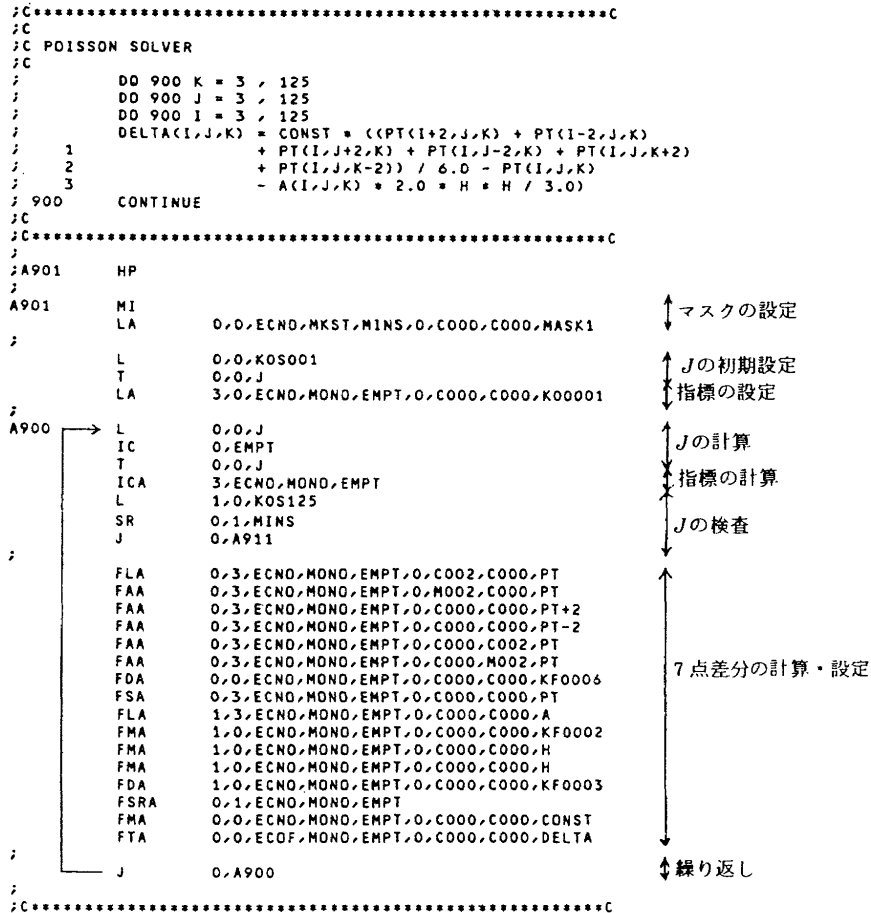 ;C*****************************************************C
;C
;C POISSON SOLVER
;C
; DO 900 K = 3 , 125
; DO 900 J = 3 , 125
; DO 900 I = 3 , 125
; DELTA(I,J,K) = CONST * ((PT(I+2,J,K) + PT(I-2,J,K)
; 1 + PT(I,J+2,K) + PT(I,J-2,K) + PT(I,J,K+2)
; 2 + PT(I,J,K-2)) / 6.0 - PT(I,J,K)
; 3 - A(I,J,K) * 2.0 * H * H / 3.0)
; 900 CONTINUE
;C
;C*****************************************************C
;
;A901 HP
;
A901 MI
LA 0,0,ECNO,MKST,MINS,0,C000,C000,MASK1 マスクの設定
;
L 0,0,KOS001 Jの初期設定
T 0,0,J
LA 3,0,ECNO,MONO,EMPT,0,C000,C000,K00001 指標の設定
;
A900 L 0,0,J
IC 0,EMPT Jの計算
T 0,0,J
ICA 3,ECNO,MONO,EMPT 指標の計算
L 1,0,KOS125
SR 0,1,MINS Jの検査
J 0,A911
;
FLA 0,3,ECNO,MONO,EMPT,0,C002,C000,PT
FAA 0,3,ECNO,MONO,EMPT,0,M002,C000,PT
FAA 0,3,ECNO,MONO,EMPT,0,C000,C000,PT+2
FAA 0,3,ECNO,MONO,EMPT,0,C000,C000,PT-2
FAA 0,3,ECNO,MONO,EMPT,0,C000,C002,PT
FAA 0,3,ECNO,MONO,EMPT,0,C000,M002,PT
FDA 0,0,ECNO,MONO,EMPT,0,C000,C000,KF0006 7点差分の計算・設定
FSA 0,3,ECNO,MONO,EMPT,0,C000,C000,PT
FLA 1,3,ECNO,MONO,EMPT,0,C000,C000,A
FMA 1,0,ECNO,MONO,EMPT,0,C000,C000,KF0002
FMA 1,0,ECNO,MONO,EMPT,0,C000,C000,H
FMA 1,0,ECNO,MONO,EMPT,0,C000,C000,H
FDA 1,0,ECNO,MONO,EMPT,0,C000,C000,KF0003
FSRA 0,1,ECNO,MONO,EMPT
FMA 0,0,ECNO,MONO,EMPT,0,C000,C000,CONST
FTA 0,0,ECOF,MONO,EMPT,0,C000,C000,DELTA
;
J 0,A900 繰り返し
;
;C*****************************************************C